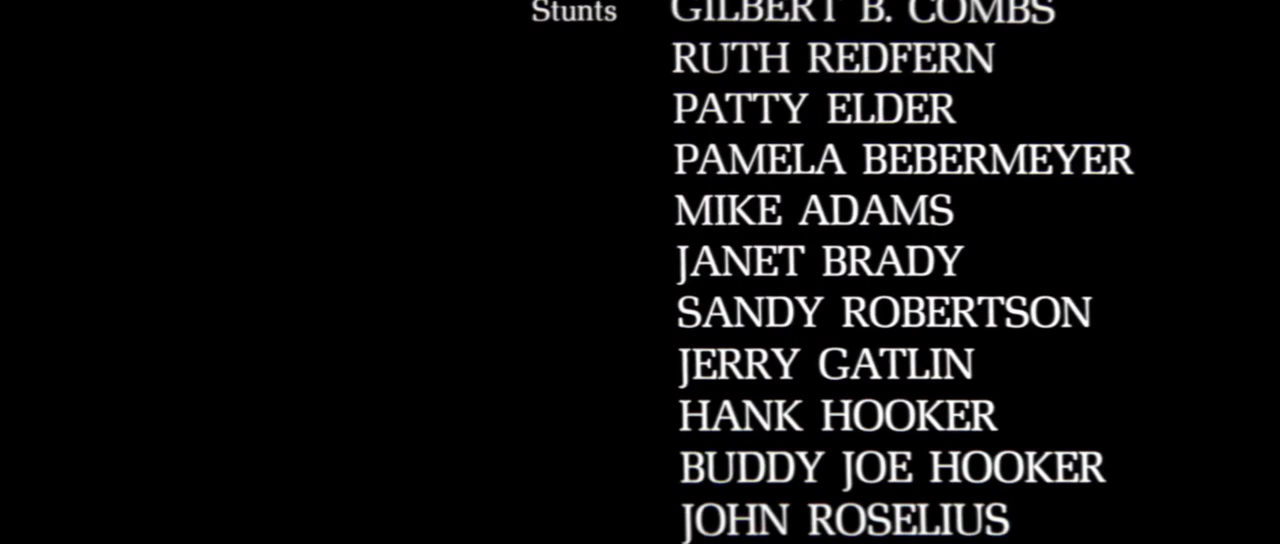 Stunts GILBERT B. COMBS
RUTH REDFERN
PATTY ELDER
PAMELA BEBERMEYER
MIKE ADAMS
JANET BRADY
SANDY ROBERTSON
JERRY GATLIN
HANK HOOKER
BUDDY JOE HOOKER
JOHN ROSELIUS